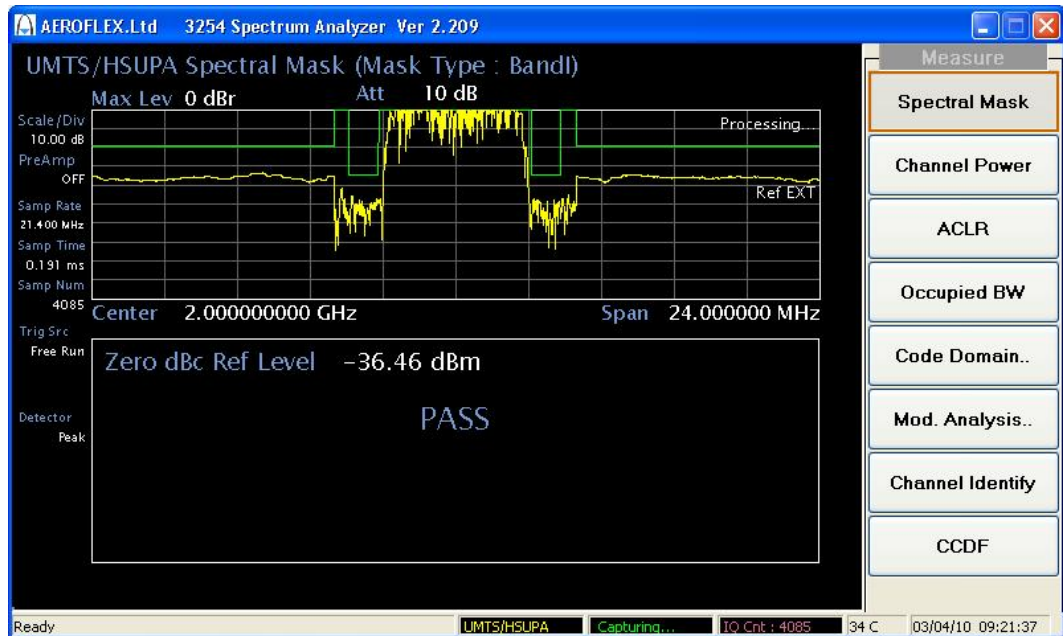 AEROFLEX.Ltd 3254 Spectrum Analyzer Ver 2.209
UMTS/HSUPA Spectral Mask (Mask Type : BandI)
Max Lev 0 dBr Att 10 dB
Scale/Div
10.00 dB
PreAmp
OFF
Samp Rate
21.400 MHz
Samp Time
0.191 ms
Samp Num
4085
Trig Src
Free Run
Detector
Peak
Processing...
Ref EXT
Center 2.000000000 GHz Span 24.000000 MHz
Zero dBc Ref Level -36.46 dBm
PASS
Measure
Spectral Mask
Channel Power
ACLR
Occupied BW
Code Domain..
Mod. Analysis..
Channel Identify
CCDF
Ready UMTS/HSUPA Capturing... IQ Cnt : 4085 34 C 03/04/10 09:21:37